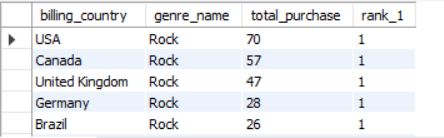 billing_country genre_name total_purchase rank_1
USA Rock 70 1
Canada Rock 57 1
United Kingdom Rock 47 1
Germany Rock 28 1
Brazil Rock 26 1